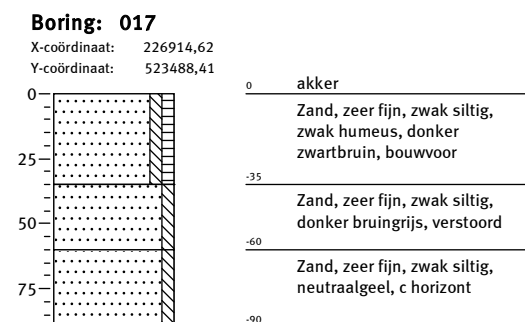 Boring: 017
X-coördinaat: 226914,62
Y-coördinaat: 523488,41
0
25
50
75
0 akker
Zand, zeer fijn, zwak siltig,
zwak humeus, donker
zwartbruin, bouwvoor
-35
Zand, zeer fijn, zwak siltig,
donker bruingrijs, verstoord
-60
Zand, zeer fijn, zwak siltig,
neutraalgeel, c horizont
-90